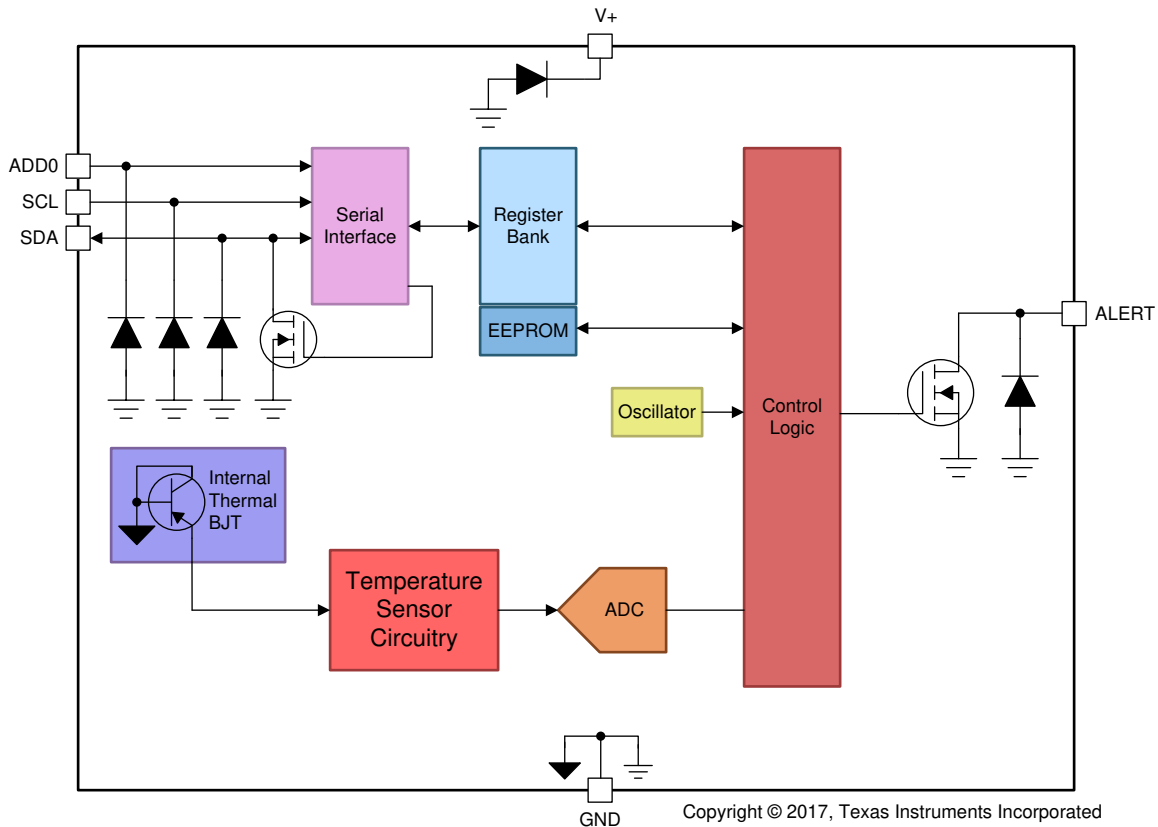 V+
ADD0
SCL
SDA
Serial
Interface
Register
Bank
EEPROM
ALERT
Oscillator
Control
Logic
Internal
Thermal
BJT
Temperature
Sensor
Circuitry
ADC
GND
Copyright © 2017, Texas Instruments Incorporated